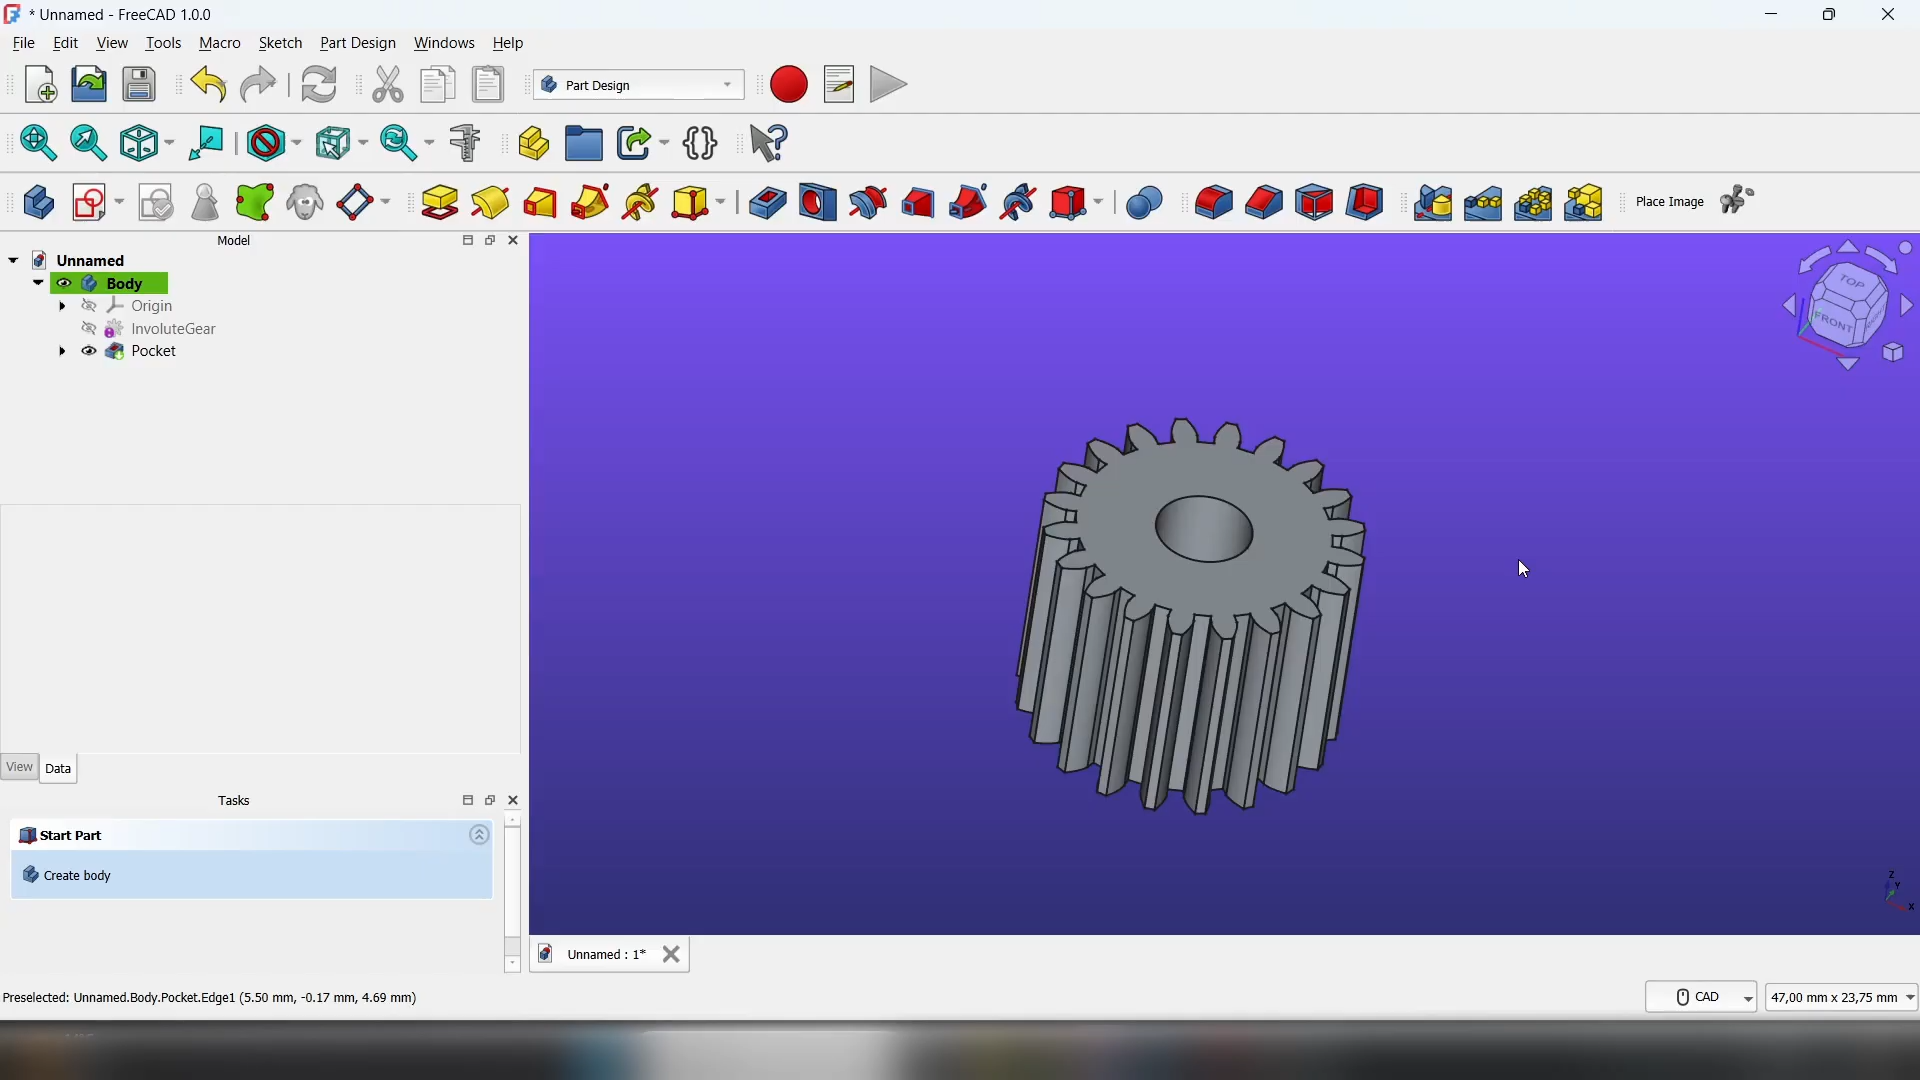 * Unnamed - FreeCAD 1.0.0
File Edit View Tools Macro Sketch Part Design Windows Help
Part Design
Place Image
Model
Unnamed
Body
Origin
InvoluteGear
Pocket
TOP
FRONT
View Data
Tasks
Start Part
Create body
Z
Y
X
Unnamed : 1*
Preselected: Unnamed.Body.Pocket.Edge1 (5.50 mm, -0.17 mm, 4.69 mm)
CAD
47,00 mm x 23,75 mm